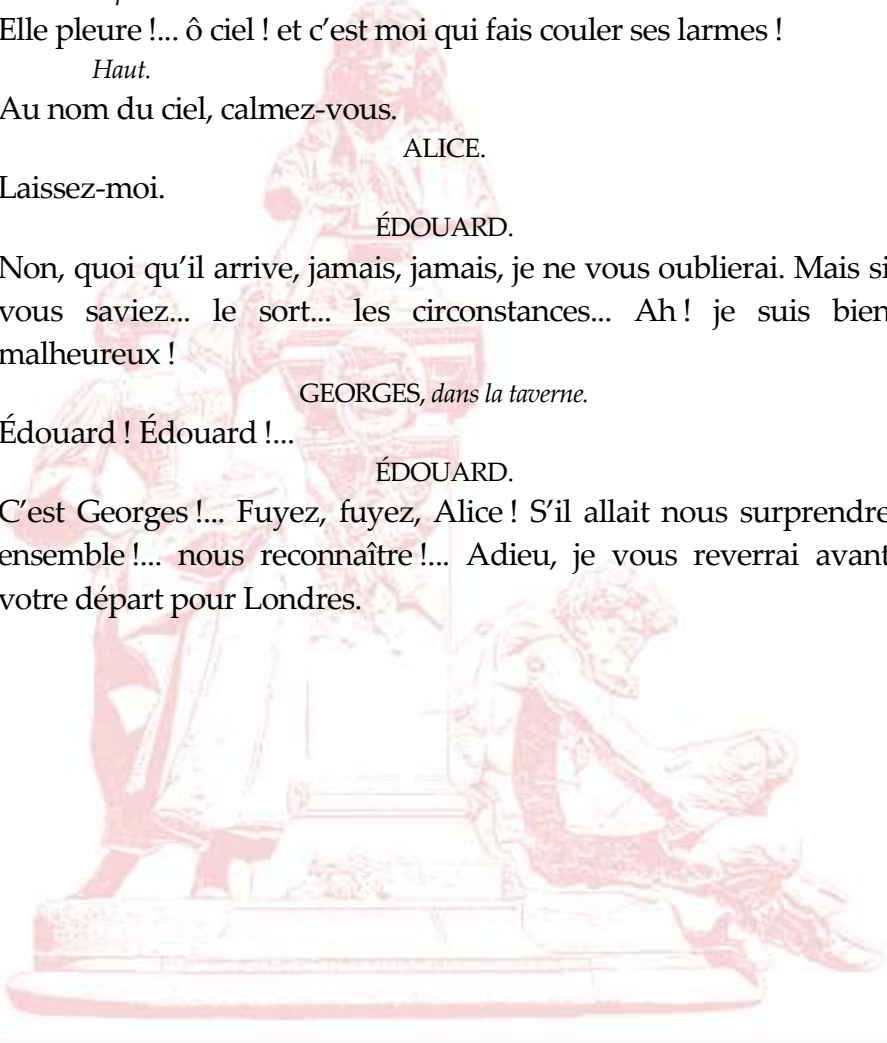 Elle pleure !... ô ciel ! et c’est moi qui fais couler ses larmes !
Haut.
Au nom du ciel, calmez-vous.
ALICE.
Laissez-moi.
ÉDOUARD.
Non, quoi qu’il arrive, jamais, jamais, je ne vous oublierai. Mais si
vous saviez... le sort... les circonstances... Ah ! je suis bien
malheureux !
GEORGES, dans la taverne.
Édouard ! Édouard !...
ÉDOUARD.
C’est Georges !... Fuyez, fuyez, Alice ! S’il allait nous surprendre
ensemble !... nous reconnaître !... Adieu, je vous reverrai avant
votre départ pour Londres.